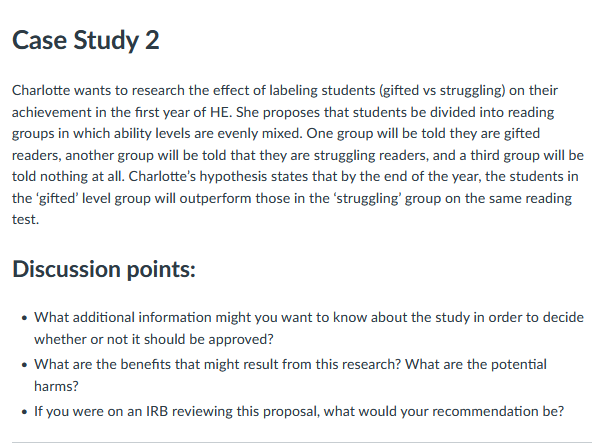 Case Study 2
Charlotte wants to research the effect of labeling students (gifted vs struggling) on their
achievement in the first year of HE. She proposes that students be divided into reading
groups in which ability levels are evenly mixed. One group will be told they are gifted
readers, another group will be told that they are struggling readers, and a third group will be
told nothing at all. Charlotte’s hypothesis states that by the end of the year, the students in
the ‘gifted’ level group will outperform those in the ‘struggling’ group on the same reading
test.
Discussion points:
• What additional information might you want to know about the study in order to decide
whether or not it should be approved?
• What are the benefits that might result from this research? What are the potential
harms?
• If you were on an IRB reviewing this proposal, what would your recommendation be?